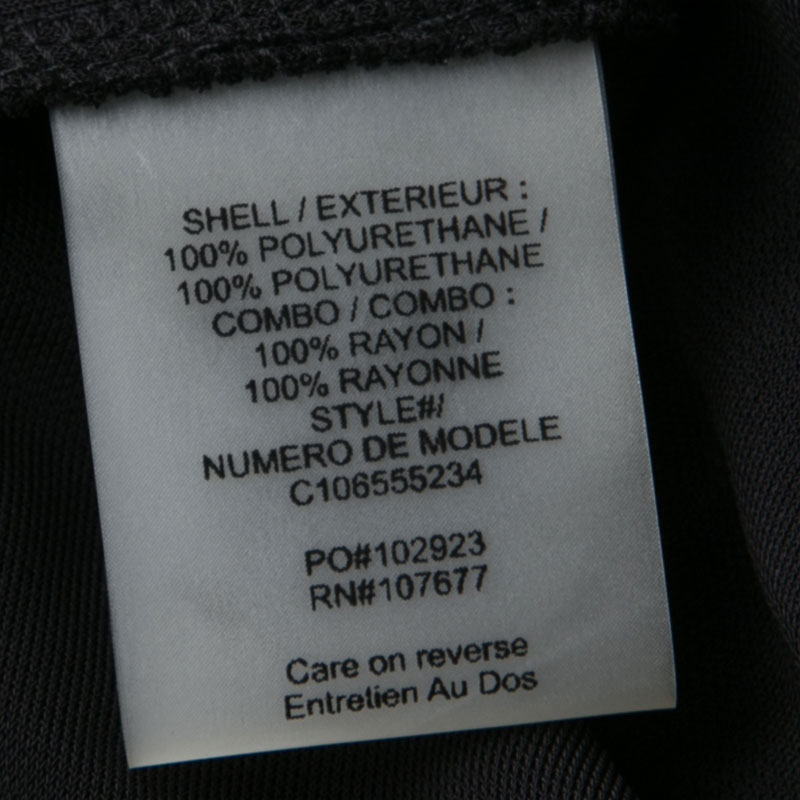 SHELL / EXTERIEUR :
100% POLYURETHANE /
100% POLYURETHANE
COMBO / COMBO :
100% RAYON /
100% RAYONNE
STYLE#/
NUMERO DE MODELE
C106555234
PO#102923
RN#107677
Care on reverse
Entretien Au Dos